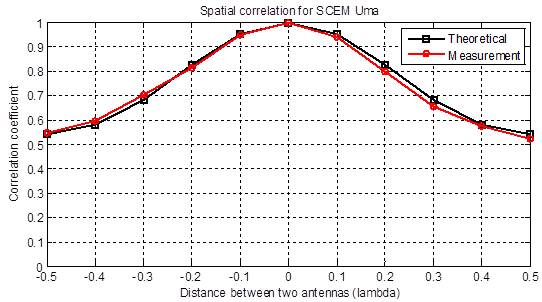 Spatial correlation for SCEM Uma
Theoretical
Measurement
Correlation coefficient
1
0.9
0.8
0.7
0.6
0.5
0.4
0.3
0.2
0.1
0
-0.5 -0.4 -0.3 -0.2 -0.1 0 0.1 0.2 0.3 0.4 0.5
Distance between two antennas (lambda)